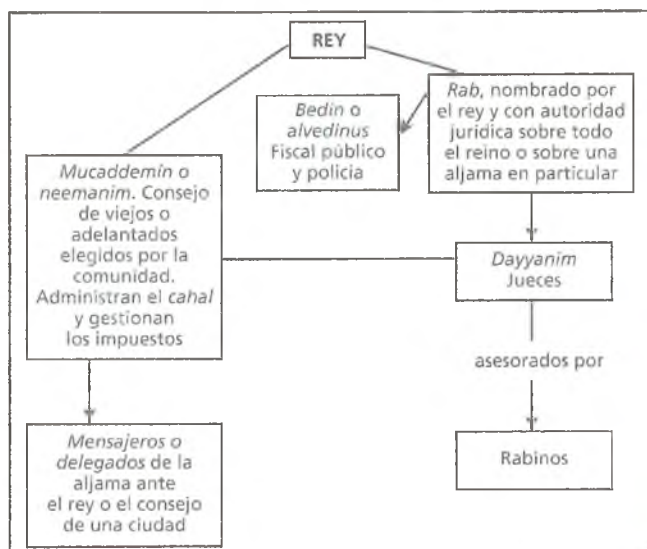 REY
Bedin o
alvedinus
Fiscal público
y policía
Rab, nombrado por
el rey y con autoridad
jurídica sobre todo
el reino o sobre una
aljama en particular
Mucaddemín o
neemanim. Consejo
de viejos o
adelantados
elegidos por la
comunidad.
Administran el cahal
y gestionan
los impuestos
Dayyanim
Jueces
asesorados por
Mensajeros o
delegados de la
aljama ante
el rey o el consejo
de una ciudad
Rabinos